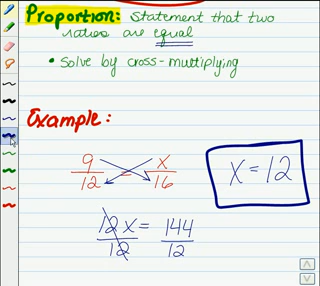 Proportion: Statement that two
ratios are equal
• Solve by cross-multiplying
Example:
9/12 = x/16
12x/12 = 144/12
x = 12